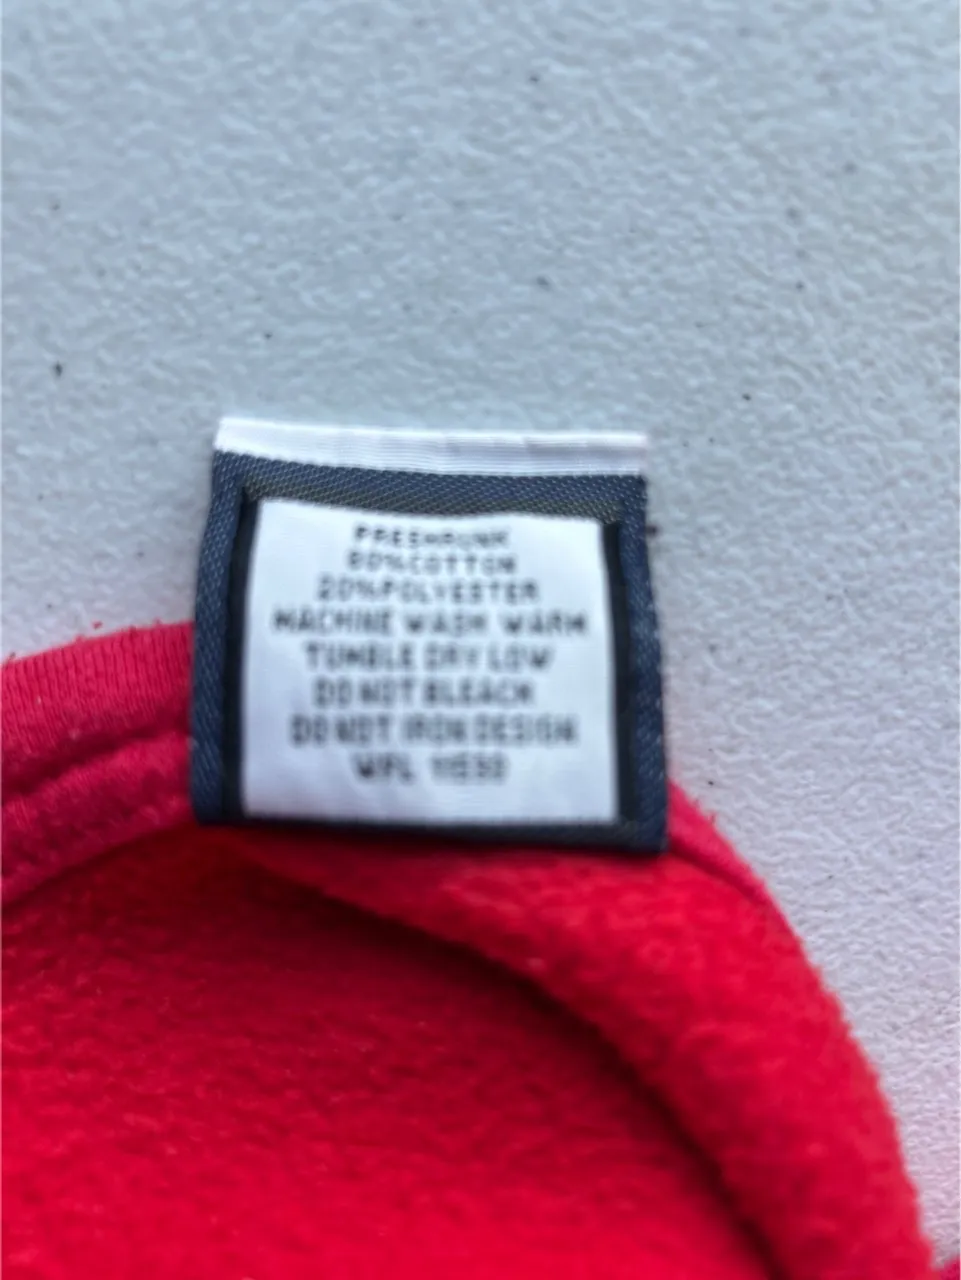 PRESHRUNK
80%COTTON
20%POLYESTER
MACHINE WASH WARM
TUMBLE DRY LOW
DO NOT BLEACH
DO NOT IRON DESIGN
WPL